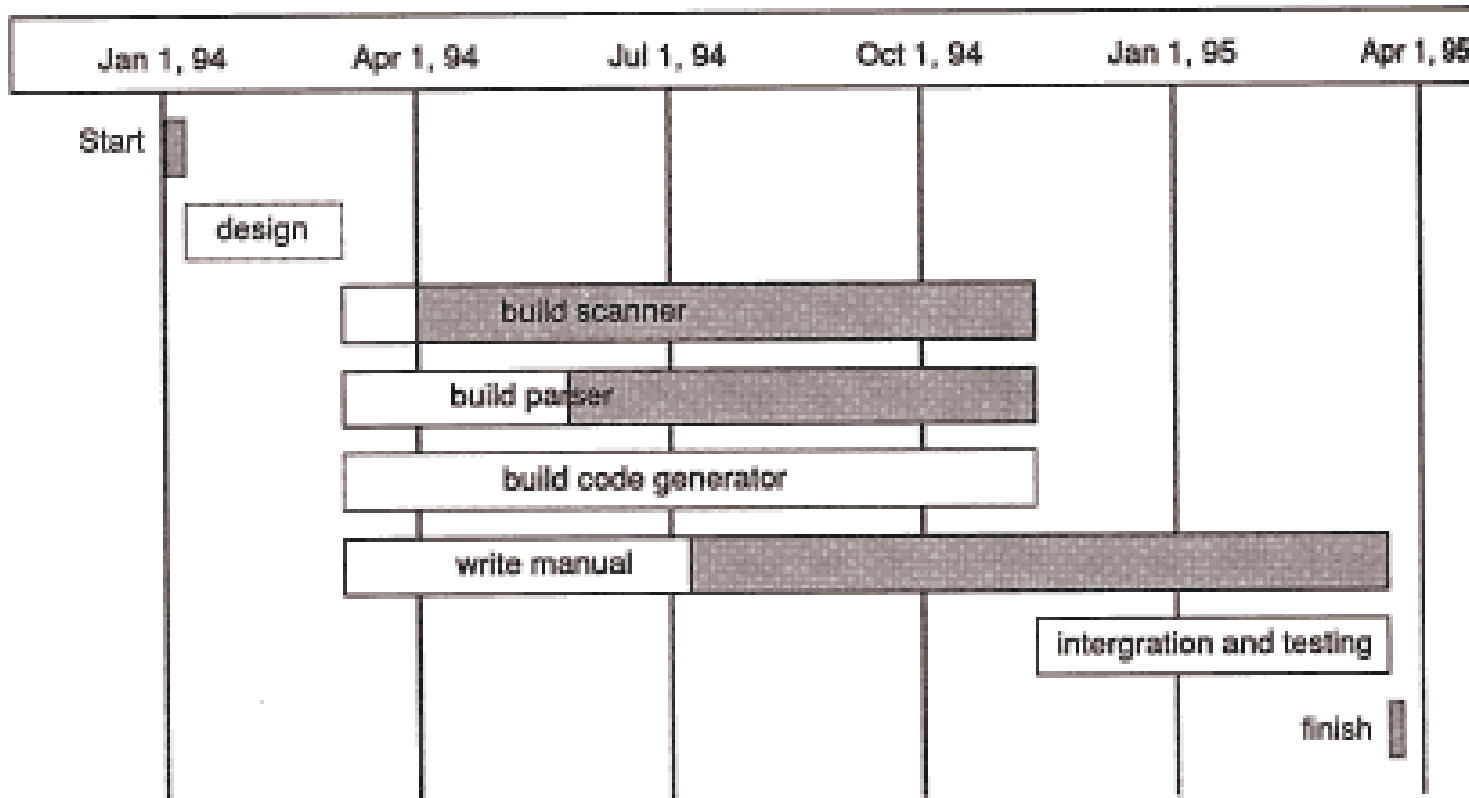 Jan 1, 94 Apr 1, 94 Jul 1, 94 Oct 1, 94 Jan 1, 95 Apr 1, 95
Start
design
build scanner
build parser
build code generator
write manual
intergration and testing
finish